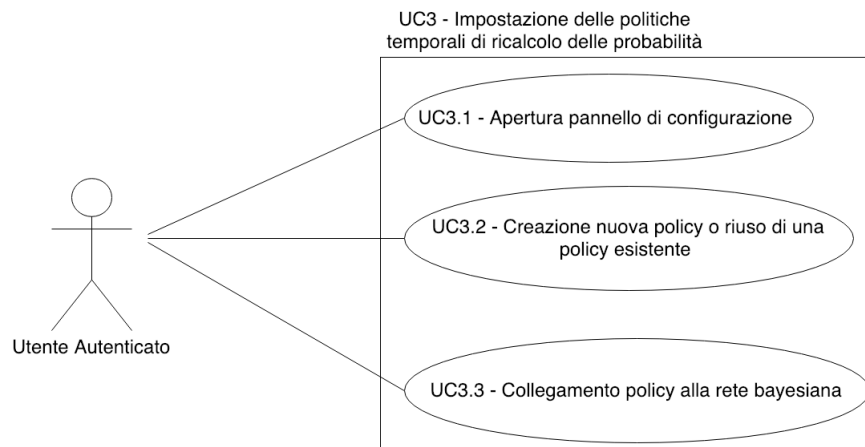 UC3 - Impostazione delle politiche
temporali di ricalcolo delle probabilità
UC3.1 - Apertura pannello di configurazione
UC3.2 - Creazione nuova policy o riuso di una
policy esistente
Utente Autenticato
UC3.3 - Collegamento policy alla rete bayesiana